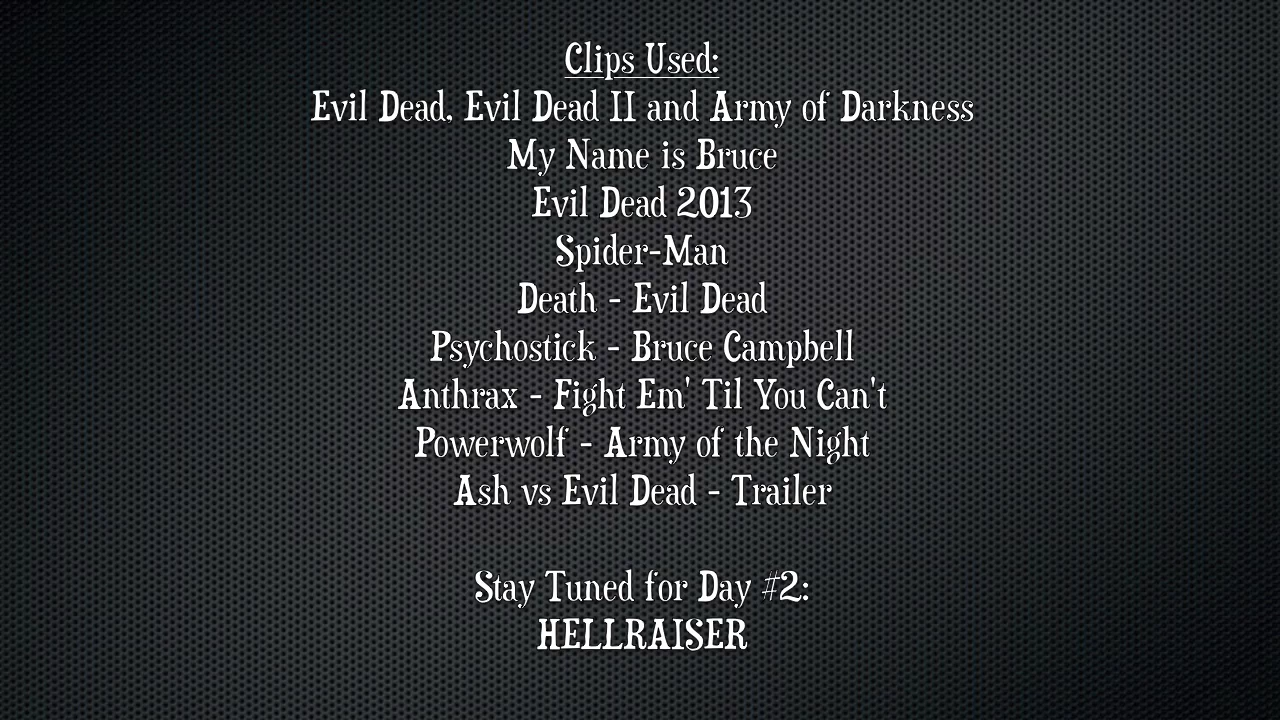 Clips Used:
Evil Dead, Evil Dead II and Army of Darkness
My Name is Bruce
Evil Dead 2013
Spider-Man
Death - Evil Dead
Psychostick - Bruce Campbell
Anthrax - Fight Em' Til You Can't
Powerwolf - Army of the Night
Ash vs Evil Dead - Trailer
Stay Tuned for Day #2:
HELLRAISER